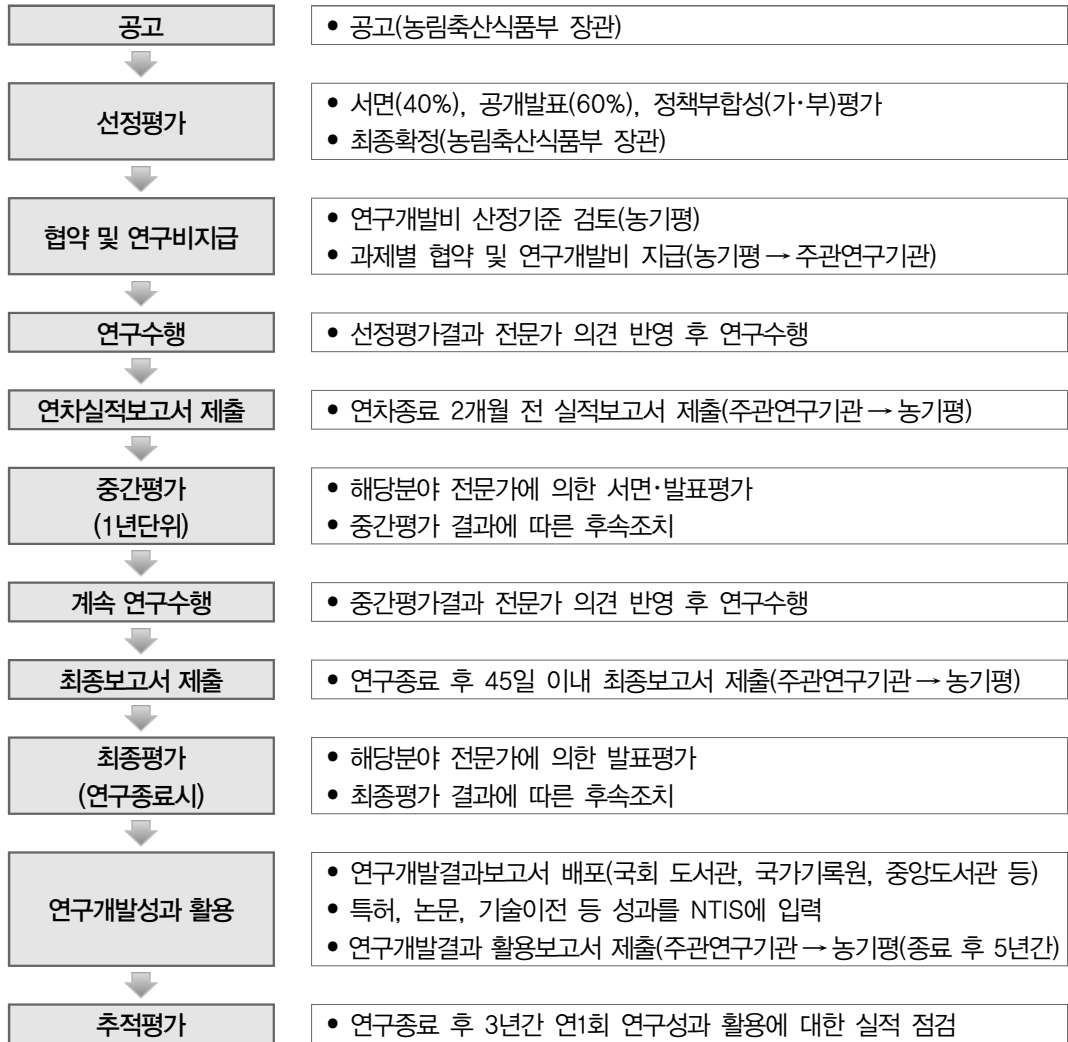 공고
• 공고(농림축산식품부 장관)
선정평가
• 서면(40%), 공개발표(60%), 정책부합성(가·부)평가
• 최종확정(농림축산식품부 장관)
협약 및 연구비지급
• 연구개발비 산정기준 검토(농기평)
• 과제별 협약 및 연구개발비 지급(농기평→주관연구기관)
연구수행
• 선정평가결과 전문가 의견 반영 후 연구수행
연차실적보고서 제출
• 연차종료 2개월 전 실적보고서 제출(주관연구기관→농기평)
중간평가
(1년단위)
• 해당분야 전문가에 의한 서면·발표평가
• 중간평가 결과에 따른 후속조치
계속 연구수행
• 중간평가결과 전문가 의견 반영 후 연구수행
최종보고서 제출
• 연구종료 후 45일 이내 최종보고서 제출(주관연구기관→농기평)
최종평가
(연구종료시)
• 해당분야 전문가에 의한 발표평가
• 최종평가 결과에 따른 후속조치
연구개발성과 활용
• 연구개발결과보고서 배포(국회 도서관, 국가기록원, 중앙도서관 등)
• 특허, 논문, 기술이전 등 성과를 NTIS에 입력
• 연구개발결과 활용보고서 제출(주관연구기관→농기평(종료 후 5년간)
추적평가
• 연구종료 후 3년간 연1회 연구성과 활용에 대한 실적 점검